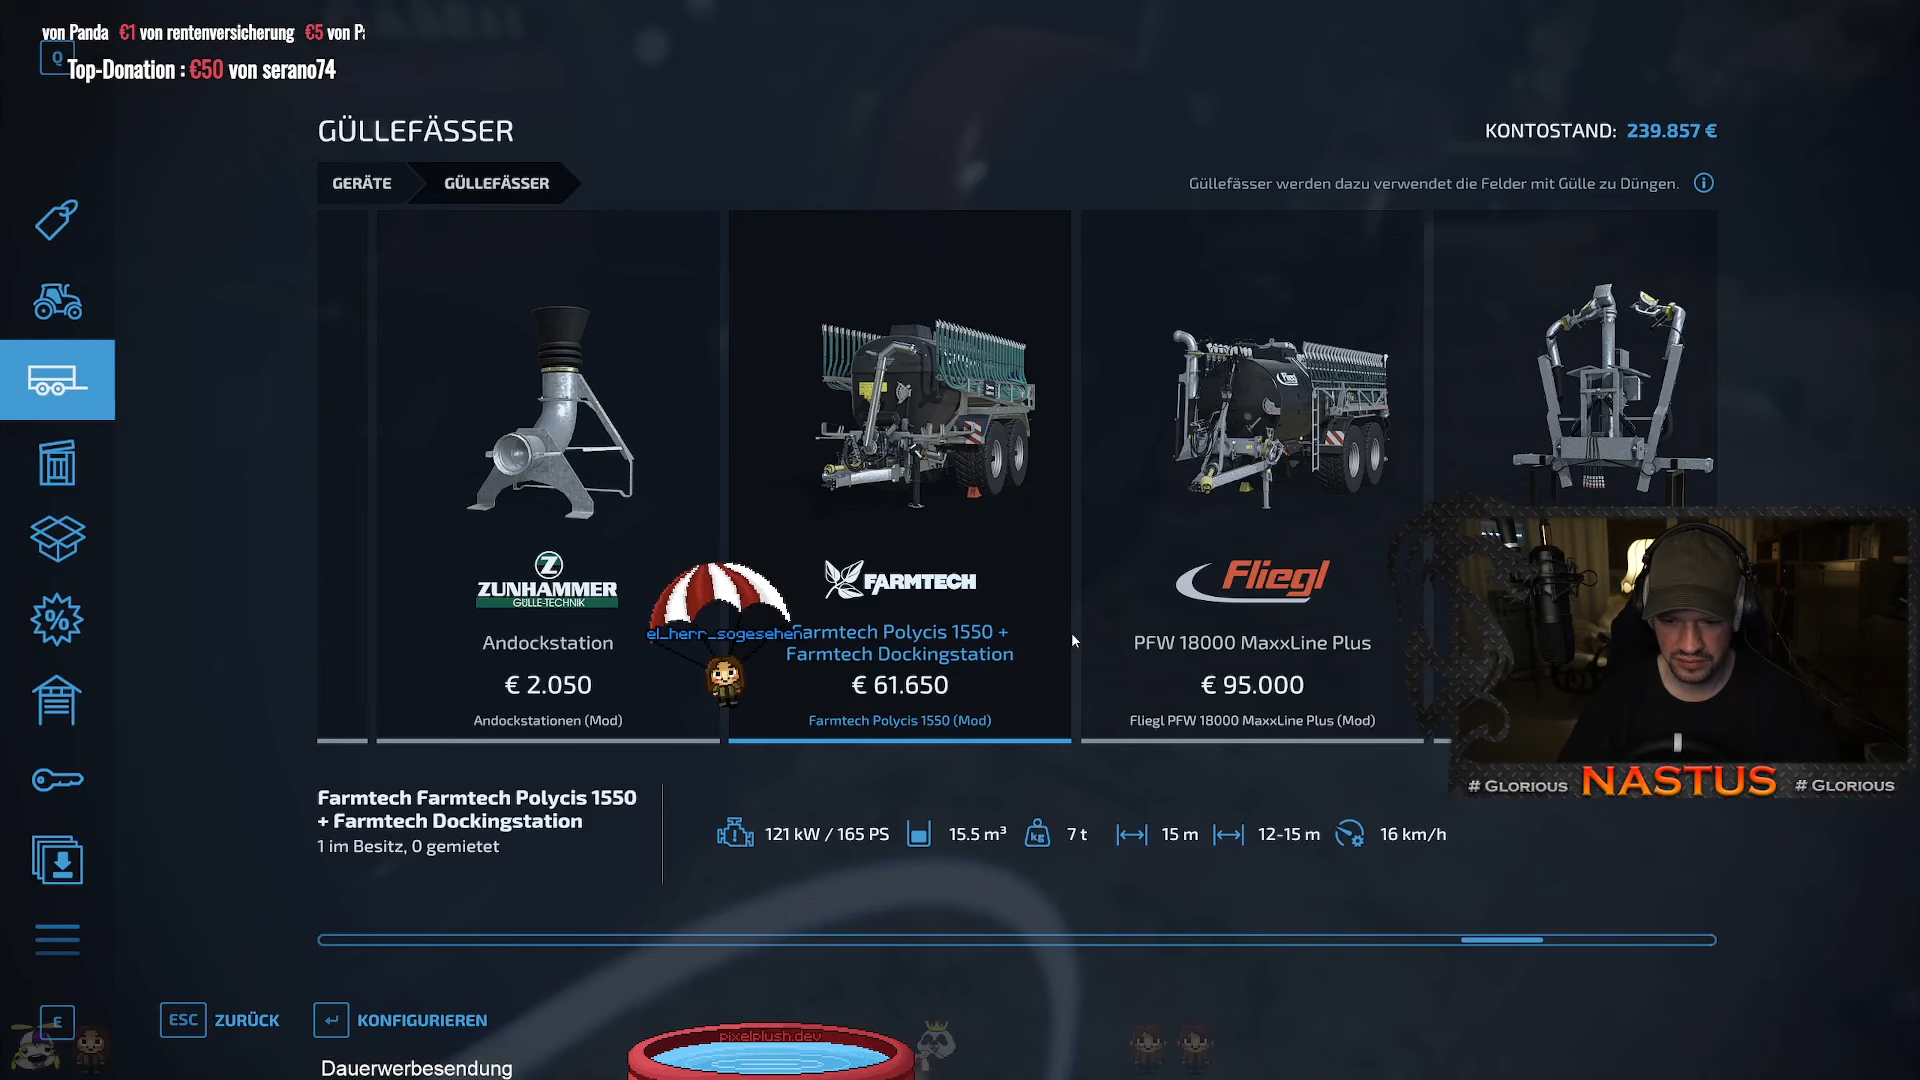 von Panda €1 von rentenversicherung €5 von Pa
Q
Top-Donation : €50 von serano74
GÜLLEFÄSSER
KONTOSTAND: 239.857 €
GERÄTE
GÜLLEFÄSSER
Güllefässer werden dazu verwendet die Felder mit Gülle zu Düngen.
Fliegl
Z
ZUNHAMMER
GÜLLE-TECHNIK
FARMTECH
Fliegl
el_herr_sogesehen
Andockstation
Farmtech Polycis 1550 +
Farmtech Dockingstation
PFW 18000 MaxxLine Plus
€ 2.050
€ 61.650
€ 95.000
Andockstationen (Mod)
Farmtech Polycis 1550 (Mod)
Fliegl PFW 18000 MaxxLine Plus (Mod)
# GLORIOUS NASTUS # GLORIOUS
Farmtech Farmtech Polycis 1550
+ Farmtech Dockingstation
1 im Besitz, 0 gemietet
kg
121 kW / 165 PS
15.5 m³
7 t
15 m
12-15 m
16 km/h
%
E
ESC ZURÜCK
KONFIGURIEREN
pixelplush.dev
Dauerwerbesendung